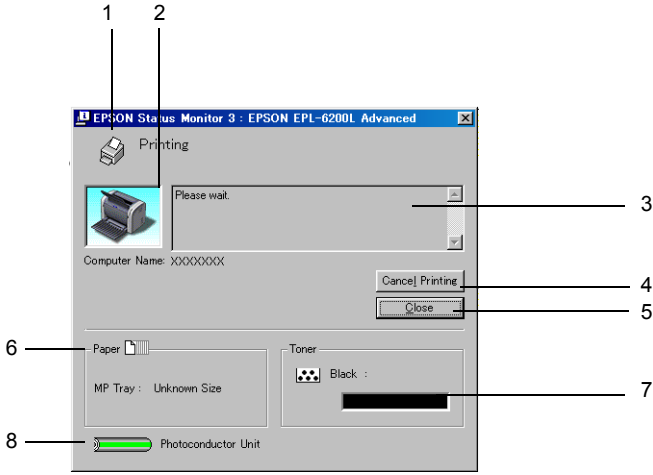 1 2
EPSON Status Monitor 3 : EPSON EPL-6200L Advanced
Printing
Please wait.
3
Computer Name: XXXXXXX
Cancel Printing
4
Close
5
6
Paper
Toner
Black :
MP Tray : Unknown Size
7
8
Photoconductor Unit